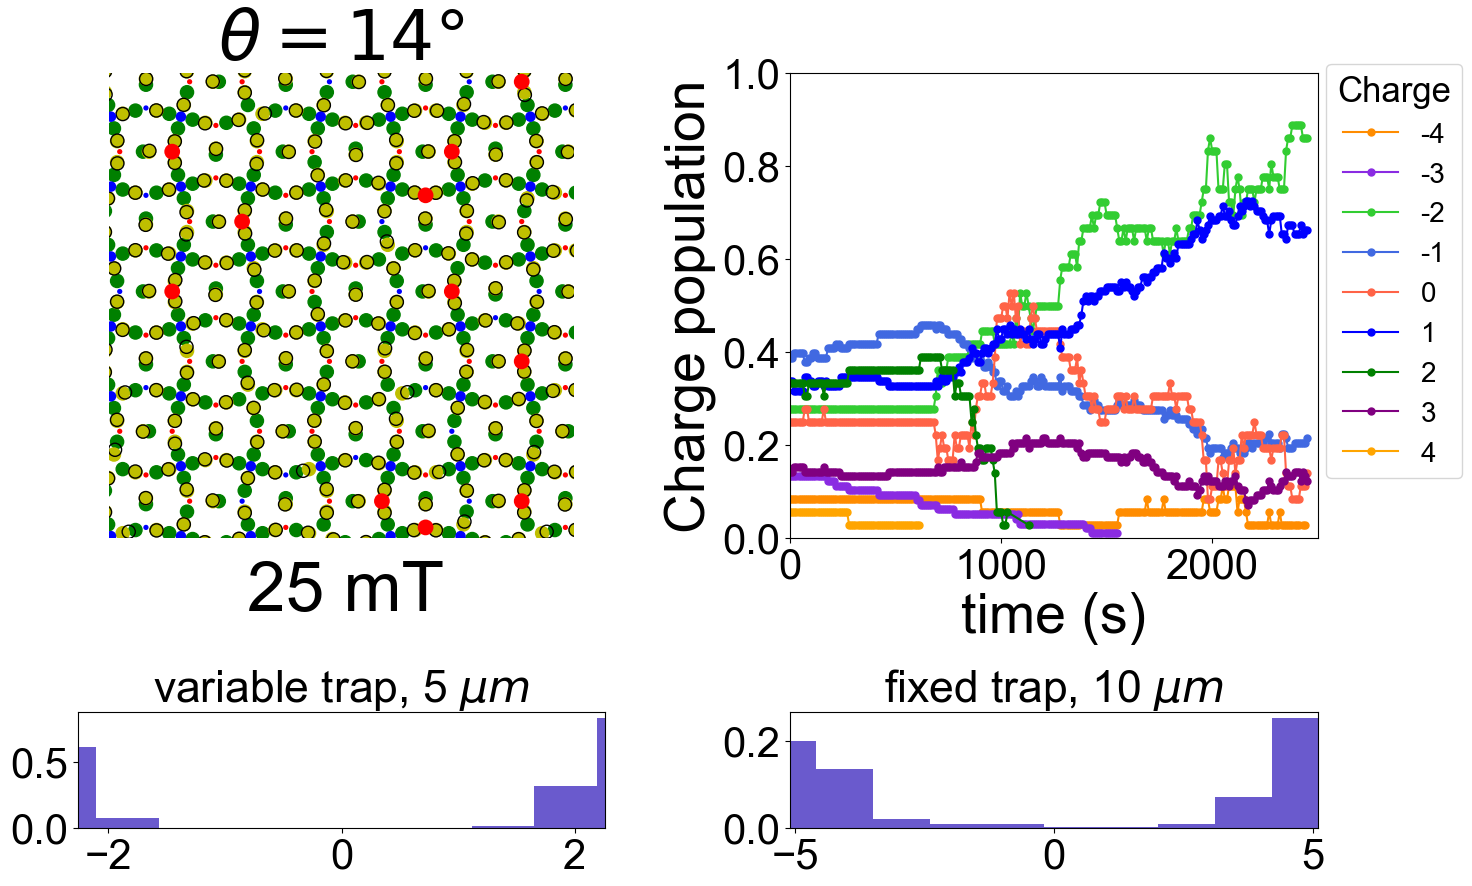 θ = 14°
25 mT
Charge population
1.0
0.8
0.6
0.4
0.2
0.0
0 1000 2000
time (s)
Charge
-4
-3
-2
-1
0
1
2
3
4
variable trap, 5 μm
0.5
0.0
−2 0 2
fixed trap, 10 μm
0.2
0.0
−5 0 5